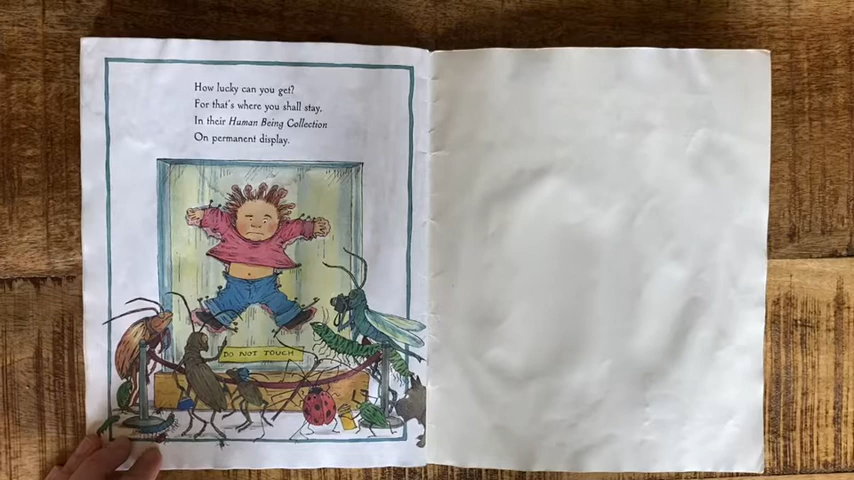 How lucky can you get?
For that's where you shall stay,
In their Human Being Collection
On permanent display.
DO NOT TOUCH